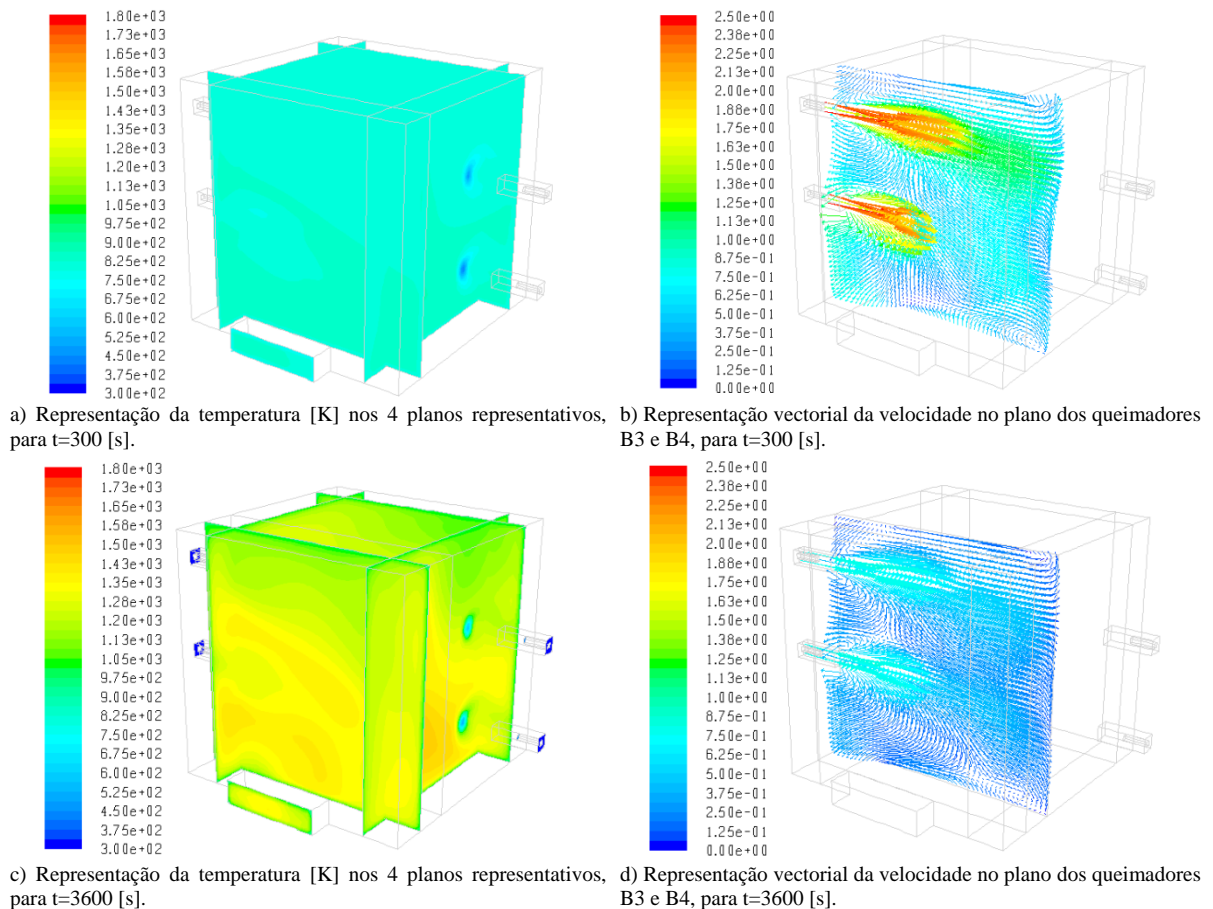 1.80e+03
1.73e+03
1.65e+03
1.58e+03
1.50e+03
1.43e+03
1.35e+03
1.28e+03
1.20e+03
1.13e+03
1.05e+03
9.75e+02
9.00e+02
8.25e+02
7.50e+02
6.75e+02
6.00e+02
5.25e+02
4.50e+02
3.75e+02
3.00e+02
2.50e+00
2.38e+00
2.25e+00
2.13e+00
2.00e+00
1.88e+00
1.75e+00
1.63e+00
1.50e+00
1.38e+00
1.25e+00
1.13e+00
1.00e+00
8.75e-01
7.50e-01
6.25e-01
5.00e-01
3.75e-01
2.50e-01
1.25e-01
0.00e+00
a) Representação da temperatura [K] nos 4 planos representativos,
para t=300 [s].
b) Representação vectorial da velocidade no plano dos queimadores
B3 e B4, para t=300 [s].
1.80e+03
1.73e+03
1.65e+03
1.58e+03
1.50e+03
1.43e+03
1.35e+03
1.28e+03
1.20e+03
1.13e+03
1.05e+03
9.75e+02
9.00e+02
8.25e+02
7.50e+02
6.75e+02
6.00e+02
5.25e+02
4.50e+02
3.75e+02
3.00e+02
2.50e+00
2.38e+00
2.25e+00
2.13e+00
2.00e+00
1.88e+00
1.75e+00
1.63e+00
1.50e+00
1.38e+00
1.25e+00
1.13e+00
1.00e+00
8.75e-01
7.50e-01
6.25e-01
5.00e-01
3.75e-01
2.50e-01
1.25e-01
0.00e+00
c) Representação da temperatura [K] nos 4 planos representativos,
para t=3600 [s].
d) Representação vectorial da velocidade no plano dos queimadores
B3 e B4, para t=3600 [s].